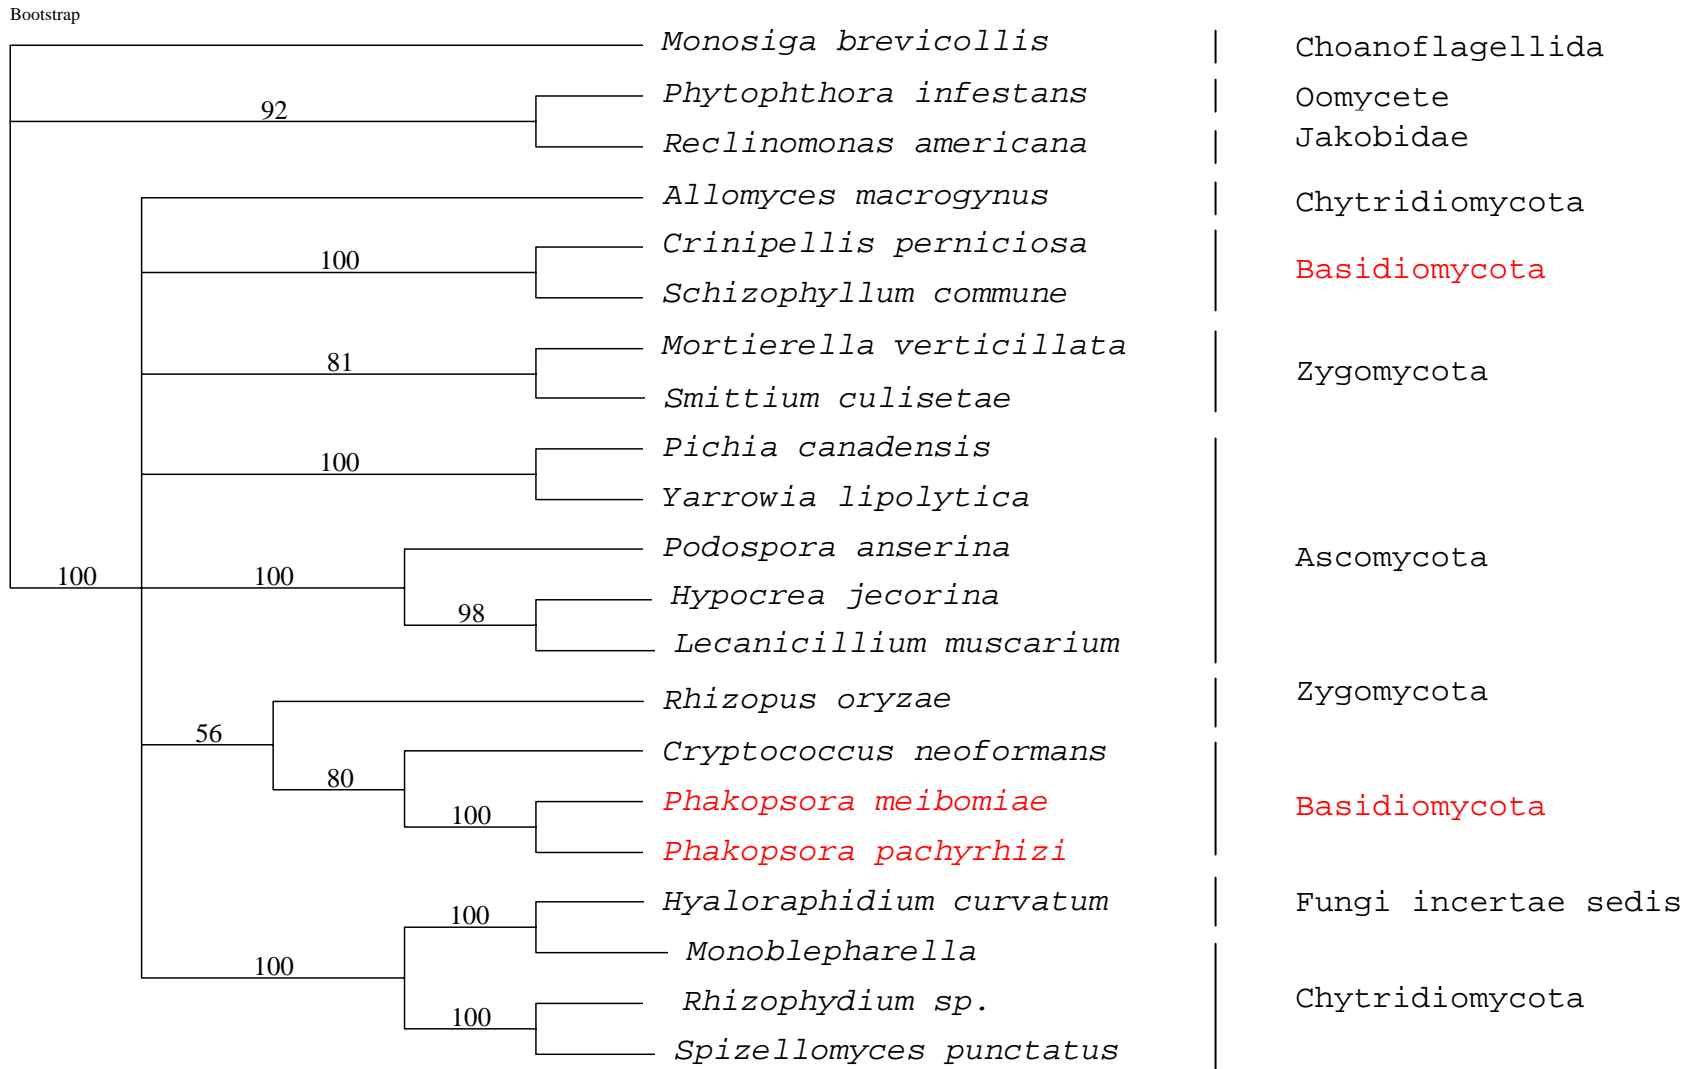 Bootstrap
Monosiga brevicollis Choanoflagellida
Phytophthora infestans Oomycete
92
Reclinomonas americana Jakobidae
Allomyces macrogynus Chytridiomycota
Crinipellis perniciosa
100 Basidiomycota
Schizophyllum commune
Mortierella verticillata
81 Zygomycota
Smittium culisetae
Pichia canadensis
100
Yarrowia lipolytica
Podospora anserina Ascomycota
100 100
Hypocrea jecorina
98
Lecanicillium muscarium
Rhizopus oryzae Zygomycota
56
Cryptococcus neoformans
80
Phakopsora meibomiae Basidiomycota
100
Phakopsora pachyrhizi
Hyaloraphidium curvatum Fungi incertae sedis
100
Monoblepharella
100
Rhizophydium sp. Chytridiomycota
100
Spizellomyces punctatus